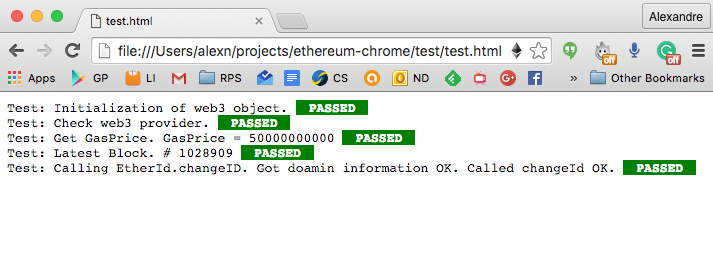 test.html
Alexandre
file:///Users/alexn/projects/ethereum-chrome/test/test.html
off
off
Apps GP LI M RPS CS ND Other Bookmarks
Test: Initialization of web3 object. PASSED
Test: Check web3 provider. PASSED
Test: Get GasPrice. GasPrice = 50000000000 PASSED
Test: Latest Block. # 1028909 PASSED
Test: Calling EtherId.changeID. Got doamin information OK. Called changeId OK. PASSED